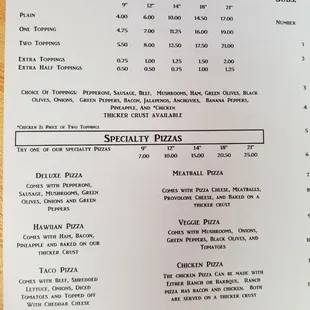 9" 12" 14" 18" 21"
Plain 4.00 6.00 10.00 14.50 17.00
Number
One Topping 4.75 7.00 11.25 16.00 19.00
Two Toppings 5.50 8.00 12.50 17.50 21.00
Extra Toppings .75 1.00 1.25 1.50 2.00
Extra Half Toppings .50 .50 .75 1.00 1.25
Choice Of Toppings: Pepperoni, Sausage, Beef, Mushrooms, Ham, Green Olives, Black
Olives, Onions, Green Peppers, Bacon, Jalapenos, Anchovies, Banana Peppers,
Pineapple, And *Chicken
THICKER CRUST AVAILABLE
*Chicken Is Price of Two Toppings
Specialty Pizzas
Try one of our specialty Pizzas 9" 12" 14" 18" 21"
7.00 10.00 15.50 20.50 25.00
Deluxe Pizza
Comes with Pepperoni,
Sausage, Mushrooms, Green
Olives, Onions and Green
Peppers
Meatball Pizza
Comes with Pizza Cheese, Meatballs,
Provolone Cheese, and Baked on a
thicker crust
Hawiian Pizza
Comes with Ham, Bacon,
Pineapple and baked on our
thicker crust
Veggie Pizza
Comes with Mushrooms, Onions,
Green Peppers, Black Olives, and
Tomatoes
Taco Pizza
Comes with Beef, Shredded
Lettuce, Onions, Diced
Tomatoes and Topped off
With Cheddar Cheese
Chicken Pizza
The chicken Pizza Can be made with
Either Ranch or Barbque. Ranch
pizza has bacon and chicken. Both
are served on a thicker crust